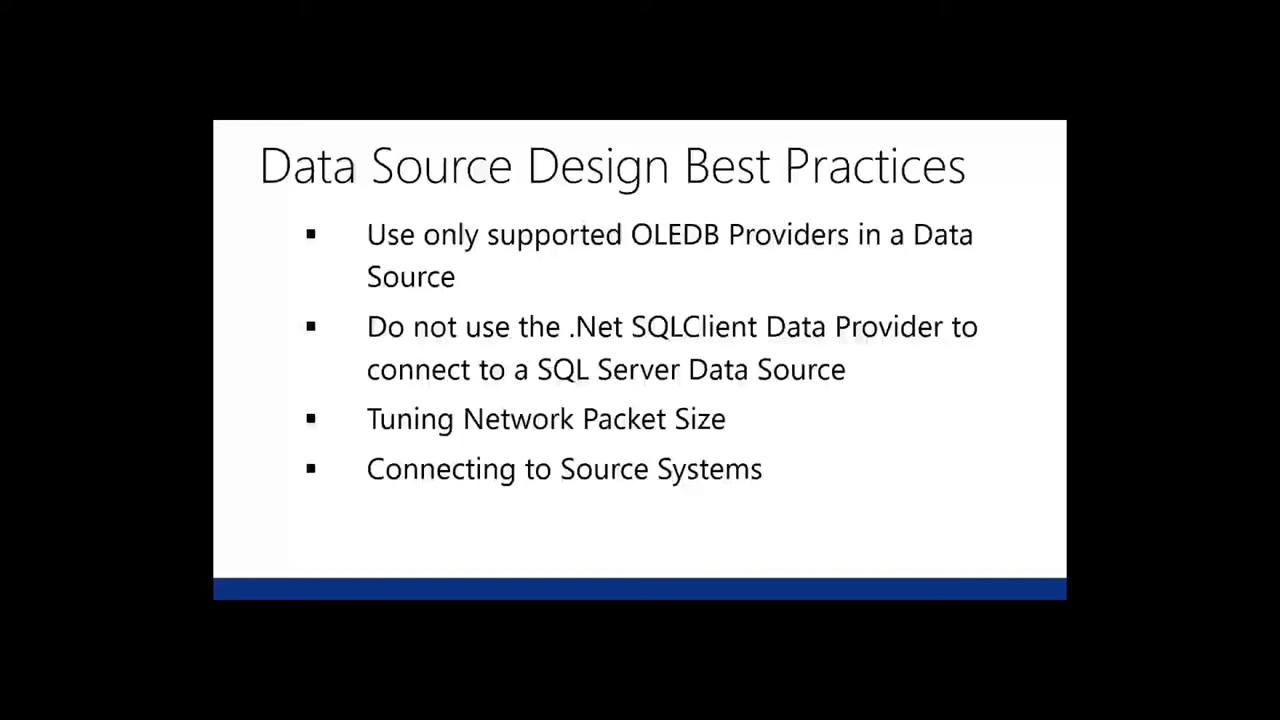 Data Source Design Best Practices
▪ Use only supported OLEDB Providers in a Data
Source
▪ Do not use the .Net SQLClient Data Provider to
connect to a SQL Server Data Source
▪ Tuning Network Packet Size
▪ Connecting to Source Systems